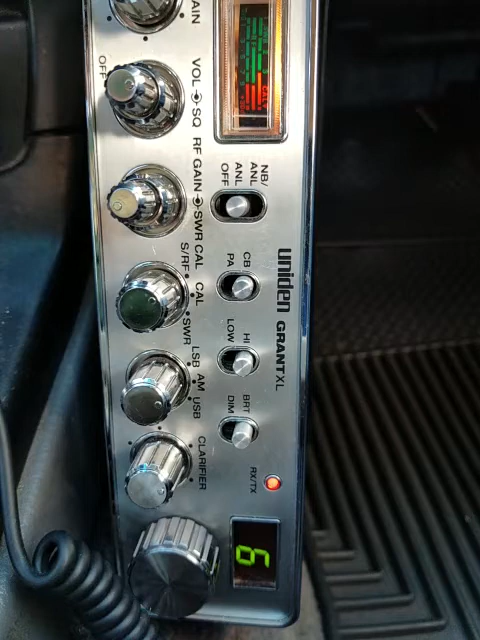 GAIN
OFF
VOL SQ
RF GAIN SWR CAL
S/RF CAL SWR
LSB AM USB
CLARIFIER
NB/
ANL ANL OFF
CB PA
HI LOW
BRT DIM
RX/TX
uniden GRANT XL
6